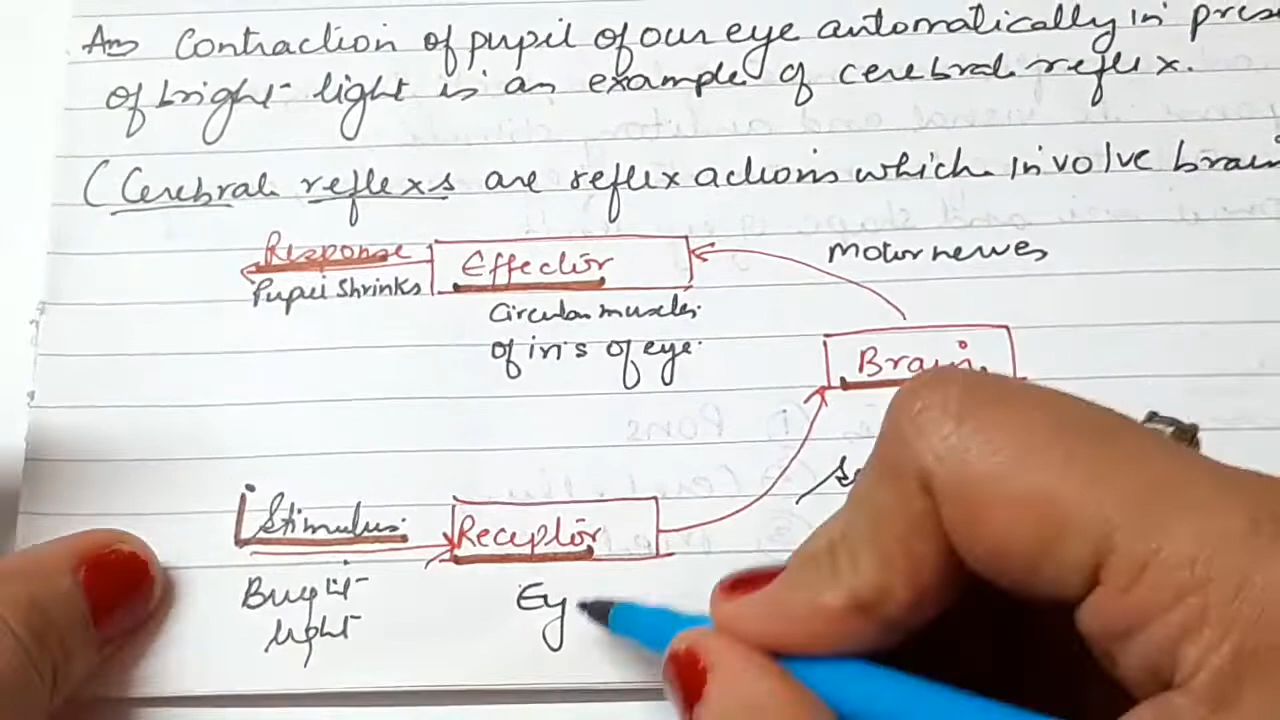 Ans Contraction of pupil of our eye automatically in pres
of bright light is an example of cerebral reflex.
(Cerebral reflexs are reflex actions which involve brain
Response
Effector
Motor nerves
Pupil Shrinks
Circular muscles
of iris of eye.
Brain
Stimulus
Receptor
Bright
light
Ey